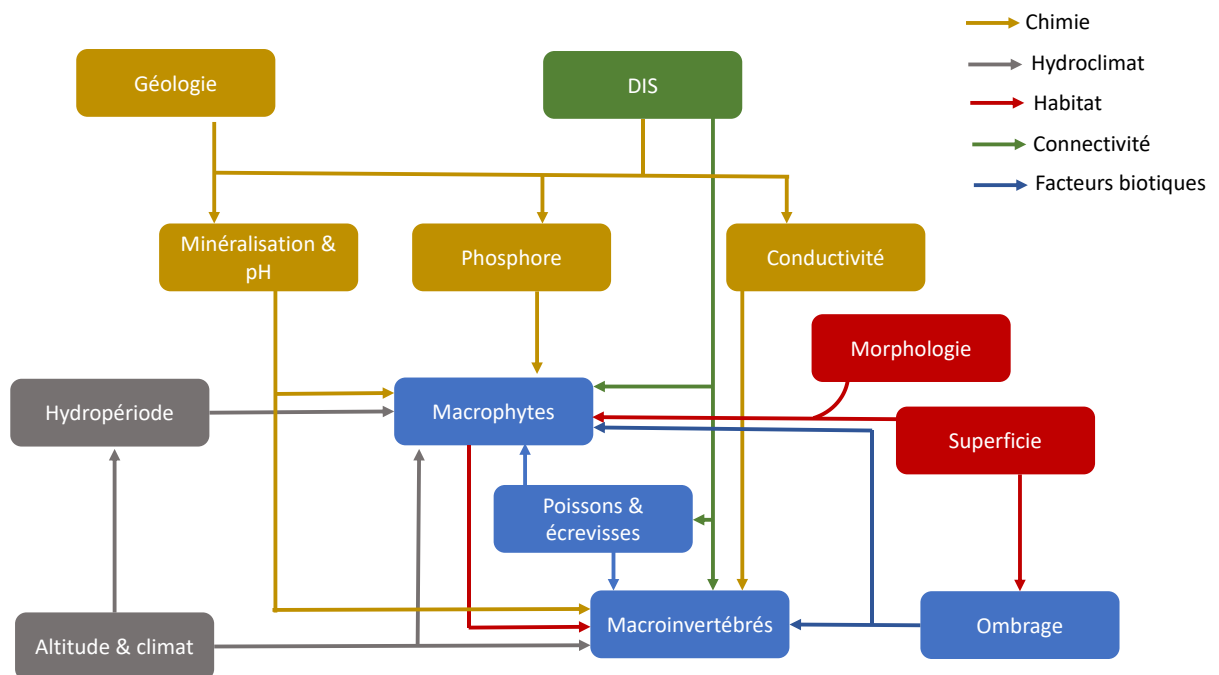 Chimie
Géologie
DIS
Hydroclimat
Habitat
Connectivité
Facteurs biotiques
Minéralisation &
pH
Phosphore
Conductivité
Morphologie
Hydropériode
Macrophytes
Superficie
Poissons &
écrevisses
Altitude & climat
Macroinvertébrés
Ombrage